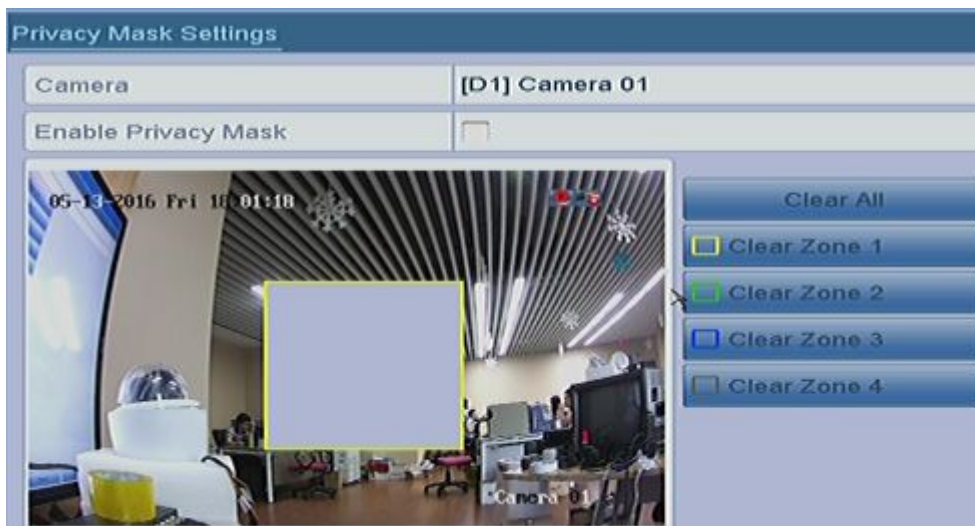 Privacy Mask Settings
Camera
[D1] Camera 01
Enable Privacy Mask
05-13-2016 Fri 18:01:18
Clear All
Clear Zone 1
Clear Zone 2
Clear Zone 3
Clear Zone 4
Camera 01